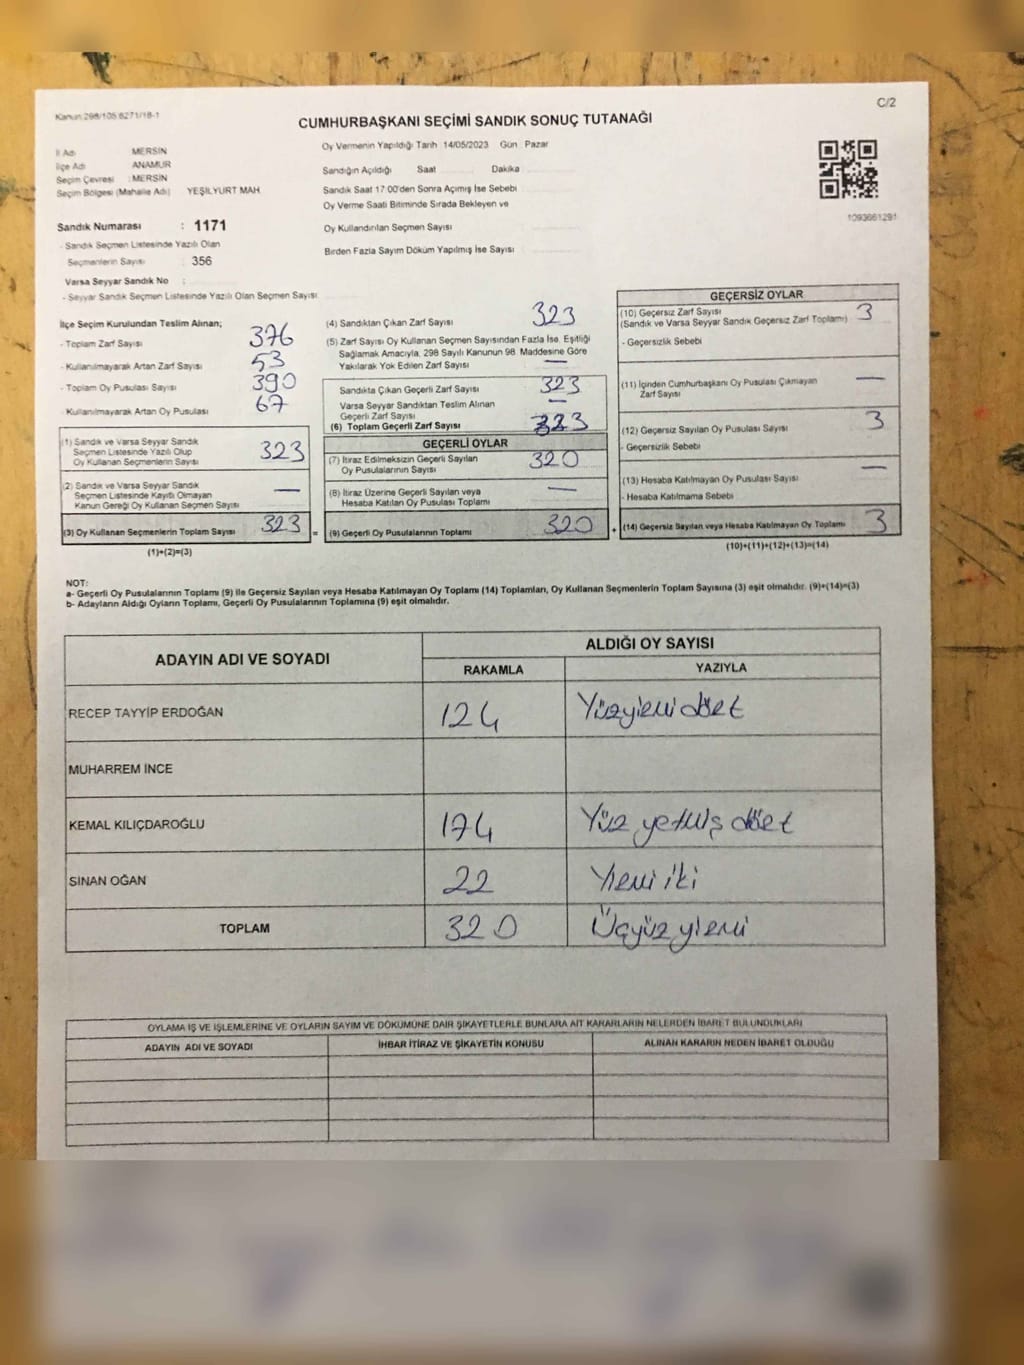 Kanun:298/105.6271/18-1
C/2
CUMHURBAŞKANI SEÇİMİ SANDIK SONUÇ TUTANAĞI
İl Adı MERSİN
İlçe Adı ANAMUR
Seçim Çevresi : MERSİN
Seçim Bölgesi (Mahalle Adı) YEŞİLYURT MAH.
Oy Vermenin Yapıldığı Tarih 14/05/2023 Gün Pazar
Sandığın Açıldığı Saat Dakika
Sandık Saat 17:00'den Sonra Açılmış İse Sebebi
Oy Verme Saati Bitiminde Sırada Bekleyen ve
Oy Kullandırılan Seçmen Sayısı
Birden Fazla Sayım Döküm Yapılmış İse Sayısı
1093661291
Sandık Numarası : 1171
- Sandık Seçmen Listesinde Yazılı Olan
Seçmenlerin Sayısı : 356
Varsa Seyyar Sandık No :
- Seyyar Sandık Seçmen Listesinde Yazılı Olan Seçmen Sayısı
İlçe Seçim Kurulundan Teslim Alınan;
- Toplam Zarf Sayısı 376
- Kullanılmayarak Artan Zarf Sayısı 53
- Toplam Oy Pusulası Sayısı 390
- Kullanılmayarak Artan Oy Pusulası 67
(1) Sandık ve Varsa Seyyar Sandık
Seçmen Listesinde Yazılı Olup
Oy Kullanan Seçmenlerin Sayısı 323
(2) Sandık ve Varsa Seyyar Sandık
Seçmen Listesinde Kayıtlı Olmayan
Kanun Gereği Oy Kullanan Seçmen Sayısı —
(3) Oy Kullanan Seçmenlerin Toplam Sayısı 323 =
(1)+(2)=(3)
(4) Sandıktan Çıkan Zarf Sayısı 323
(5) Zarf Sayısı Oy Kullanan Seçmen Sayısından Fazla İse, Eşitliği
Sağlamak Amacıyla, 298 Sayılı Kanunun 98. Maddesine Göre
Yakılarak Yok Edilen Zarf Sayısı —
Sandıkta Çıkan Geçerli Zarf Sayısı 323
Varsa Seyyar Sandıktan Teslim Alınan
Geçerli Zarf Sayısı —
(6) Toplam Geçerli Zarf Sayısı 323
GEÇERLİ OYLAR
(7) İtiraz Edilmeksizin Geçerli Sayılan
Oy Pusulalarının Sayısı 320
(8) İtiraz Üzerine Geçerli Sayılan veya
Hesaba Katılan Oy Pusulası Toplamı —
(9) Geçerli Oy Pusulalarının Toplamı 320 +
GEÇERSİZ OYLAR
(10) Geçersiz Zarf Sayısı 3
(Sandık ve Varsa Seyyar Sandık Geçersiz Zarf Toplamı)
- Geçersizlik Sebebi
(11) İçinden Cumhurbaşkanı Oy Pusulası Çıkmayan —
Zarf Sayısı
(12) Geçersiz Sayılan Oy Pusulası Sayısı 3
- Geçersizlik Sebebi
(13) Hesaba Katılmayan Oy Pusulası Sayısı —
- Hesaba Katılmama Sebebi
(14) Geçersiz Sayılan veya Hesaba Katılmayan Oy Toplamı 3
(10)+(11)+(12)+(13)=(14)
NOT:
a- Geçerli Oy Pusulalarının Toplamı (9) ile Geçersiz Sayılan veya Hesaba Katılmayan Oy Toplamı (14) Toplamları, Oy Kullanan Seçmenlerin Toplam Sayısına (3) eşit olmalıdır. (9)+(14)=(3)
b- Adayların Aldığı Oyların Toplamı, Geçerli Oy Pusulalarının Toplamına (9) eşit olmalıdır.
ADAYIN ADI VE SOYADI
ALDIĞI OY SAYISI
RAKAMLA YAZIYLA
RECEP TAYYİP ERDOĞAN 124 Yüzyirmi dört
MUHARREM İNCE
KEMAL KILIÇDAROĞLU 174 Yüz yetmiş dört
SİNAN OĞAN 22 Yirmi iki
TOPLAM 320 Üçyüz yirmi
OYLAMA İŞ VE İŞLEMLERİNE VE OYLARIN SAYIM VE DÖKÜMÜNE DAİR ŞİKAYETLERLE BUNLARA AİT KARARLARIN NELERDEN İBARET BULUNDUKLARI
ADAYIN ADI VE SOYADI İHBAR İTİRAZ VE ŞİKAYETİN KONUSU ALINAN KARARIN NEDEN İBARET OLDUĞU